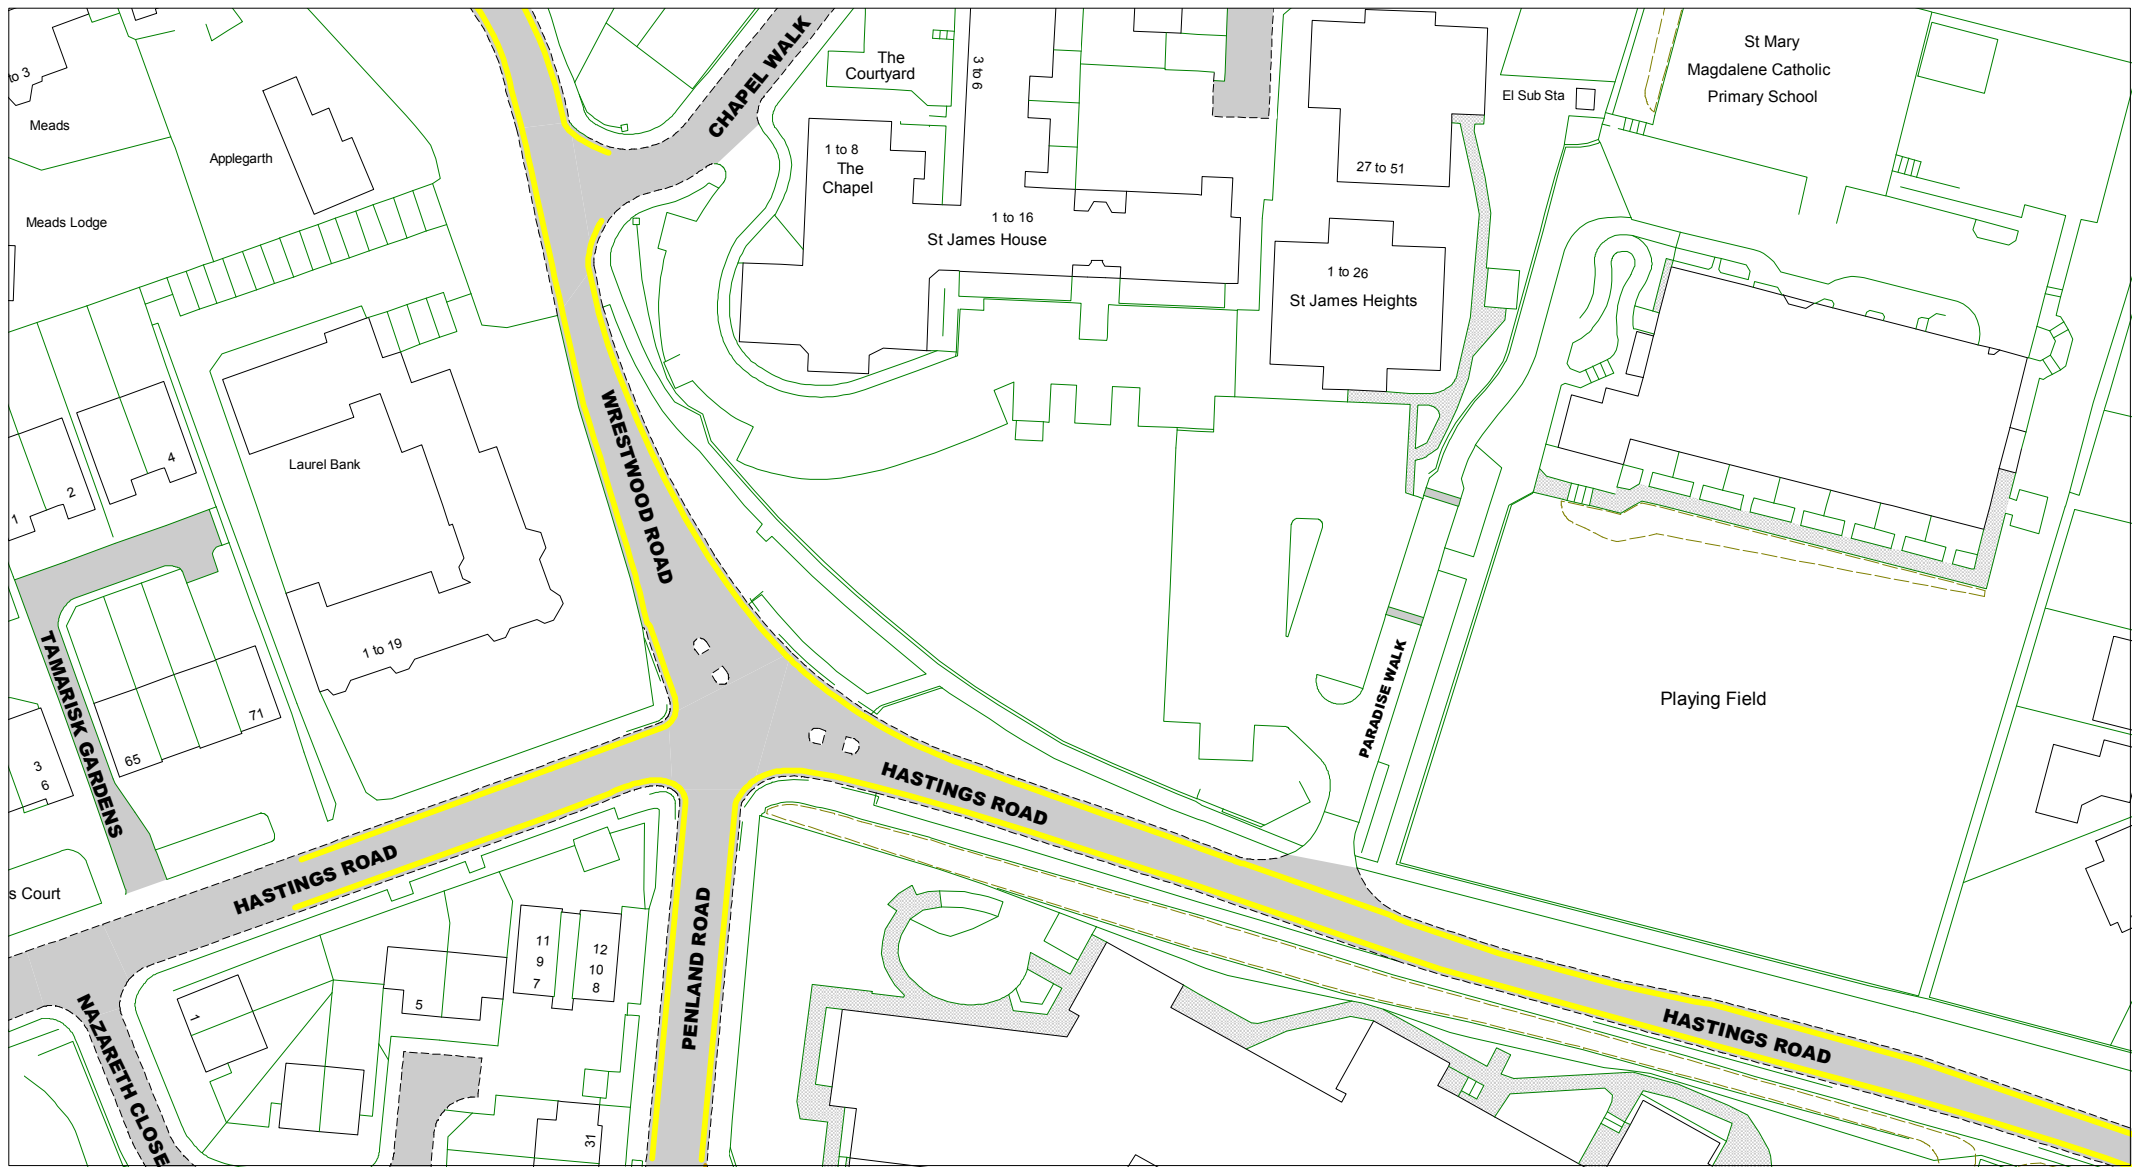 to 3
Meads
Applegarth
Meads Lodge
CHAPEL WALK
The
Courtyard
3 to 6
1 to 8
The
Chapel
1 to 16
St James House
27 to 51
1 to 26
St James Heights
El Sub Sta
St Mary
Magdalene Catholic
Primary School
Laurel Bank
4
2
1
WRESTWOOD ROAD
1 to 19
TAMARISK GARDENS
71
65
3
6
s Court
HASTINGS ROAD
HASTINGS ROAD
PARADISE WALK
Playing Field
PENLAND ROAD
11
9
7
12
10
8
5
1
NAZARETH CLOSE
31
HASTINGS ROAD